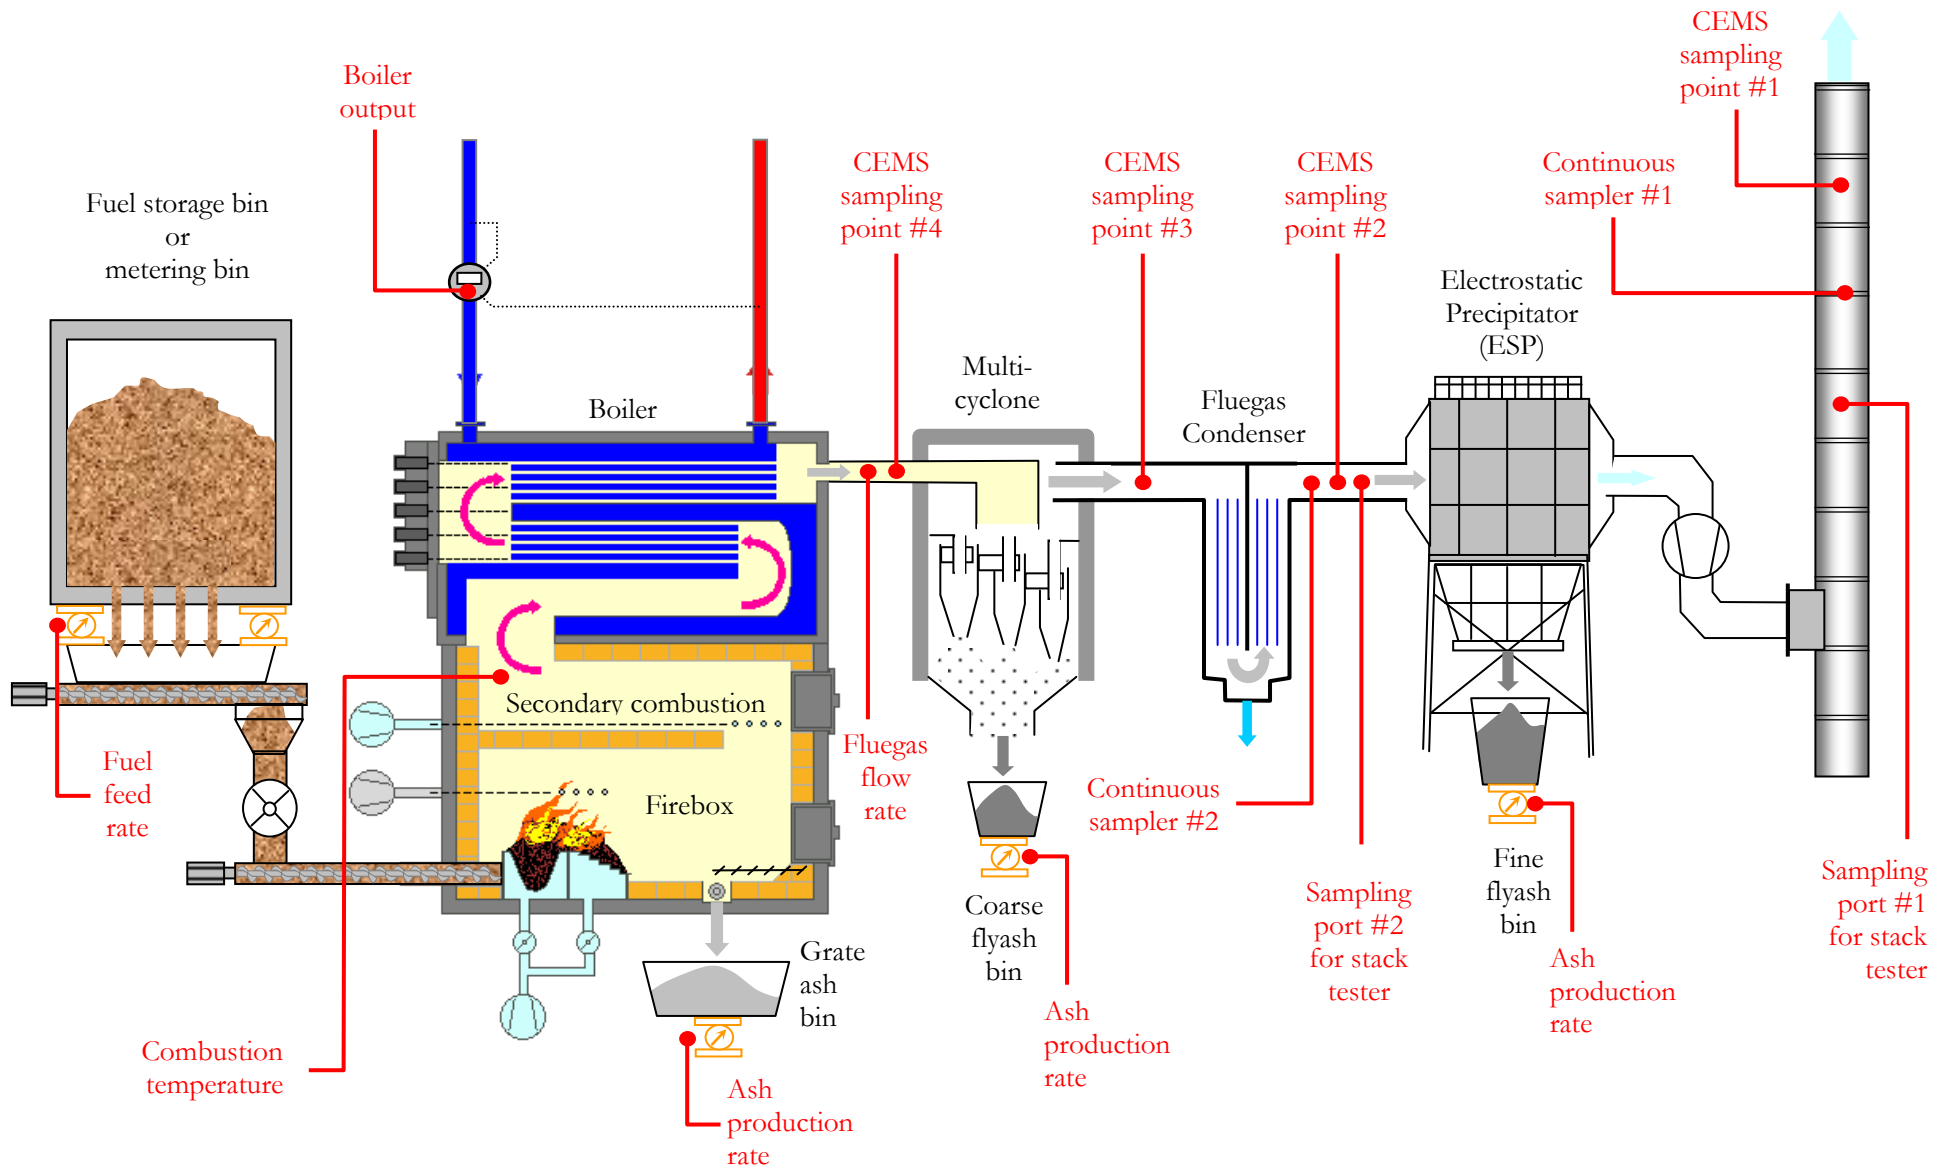 CEMS
sampling
point #1
Boiler
output
CEMS
sampling
point #4
CEMS
sampling
point #3
CEMS
sampling
point #2
Continuous
sampler #1
Fuel storage bin
or
metering bin
Electrostatic
Precipitator
(ESP)
Multi-
cyclone
Boiler
Fluegas
Condenser
Secondary combustion
Firebox
Fuel
feed
rate
Fluegas
flow
rate
Continuous
sampler #2
Fine
flyash
bin
Sampling
port #1
for stack
tester
Sampling
port #2
for stack
tester
Coarse
flyash
bin
Grate
ash
bin
Ash
production
rate
Ash
production
rate
Combustion
temperature
Ash
production
rate